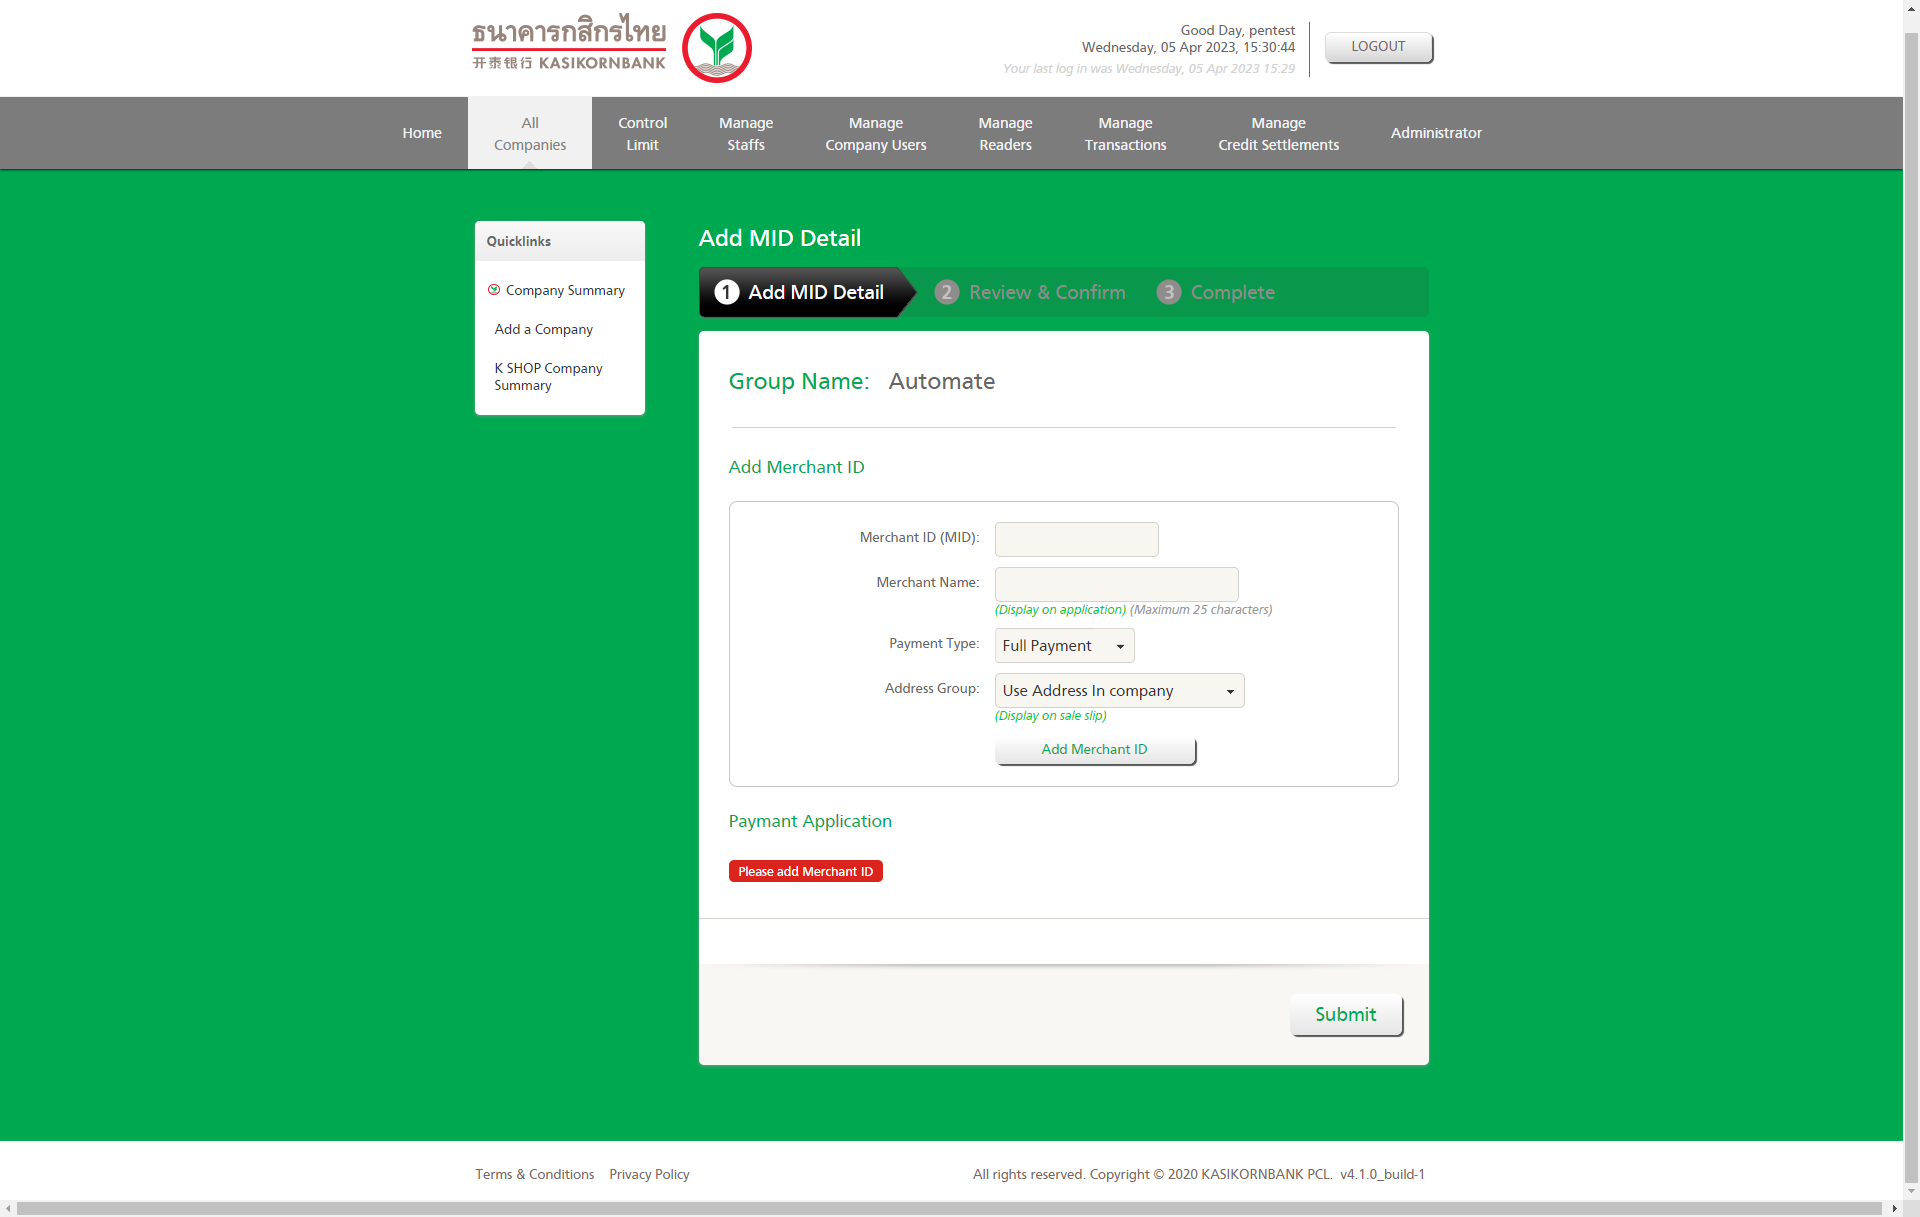 ธนาคารกสิกรไทย
开泰银行 KASIKORNBANK
Good Day, pentest
Wednesday, 05 Apr 2023, 15:30:44
Your last log in was Wednesday, 05 Apr 2023 15:29
LOGOUT
Home
All
Companies
Control
Limit
Manage
Staffs
Manage
Company Users
Manage
Readers
Manage
Transactions
Manage
Credit Settlements
Administrator
Quicklinks
Company Summary
Add a Company
K SHOP Company
Summary
Add MID Detail
1 Add MID Detail
2 Review & Confirm
3 Complete
Group Name: Automate
Add Merchant ID
Merchant ID (MID):
Merchant Name:
(Display on application) (Maximum 25 characters)
Payment Type: Full Payment
Address Group: Use Address In company
(Display on sale slip)
Add Merchant ID
Paymant Application
Please add Merchant ID
Submit
Terms & Conditions Privacy Policy
All rights reserved. Copyright © 2020 KASIKORNBANK PCL. v4.1.0_build-1